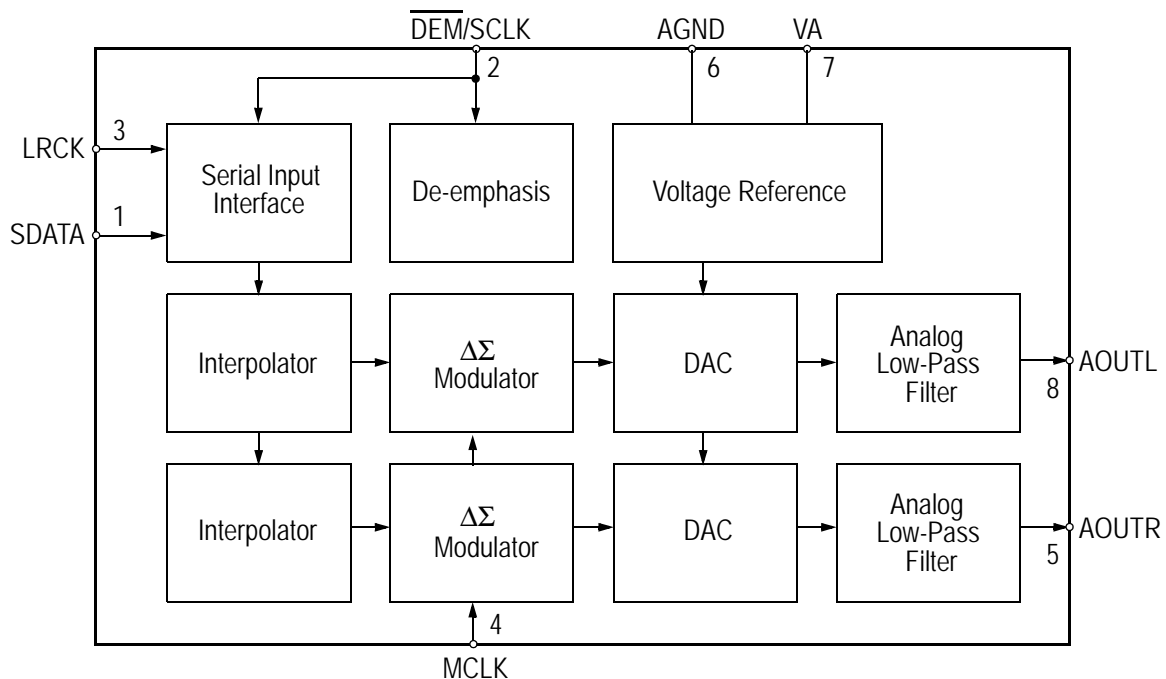 DEM/SCLK AGND VA
2 6 7
LRCK 3
SDATA 1
Serial Input
Interface
De-emphasis
Voltage Reference
Interpolator
ΔΣ
Modulator
DAC
Analog
Low-Pass
Filter
8 AOUTL
Interpolator
ΔΣ
Modulator
DAC
Analog
Low-Pass
Filter
5 AOUTR
4
MCLK